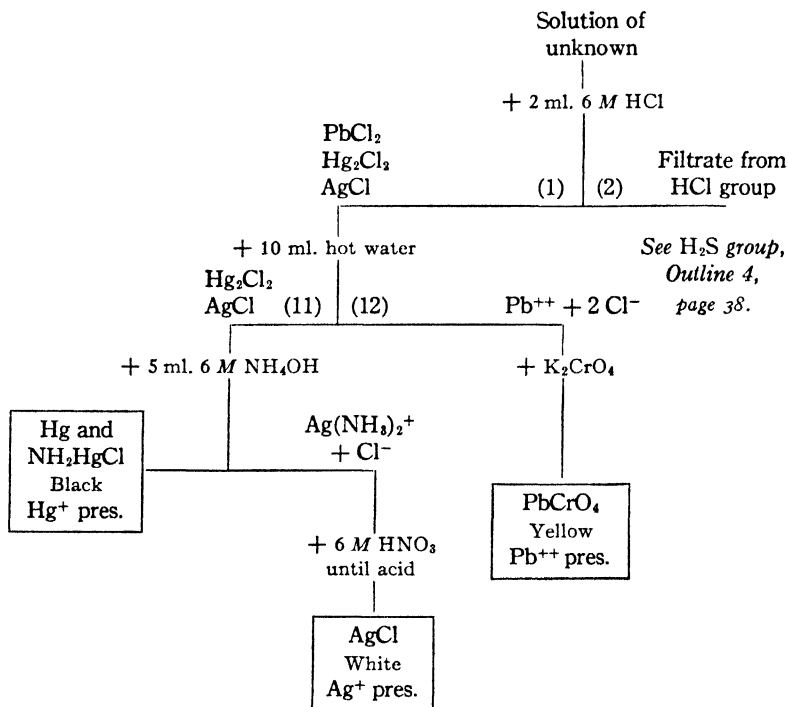 Solution of
unknown
+ 2 ml. 6 M HCl
PbCl₂
Hg₂Cl₂
AgCl
(1) (2)
Filtrate from
HCl group
+ 10 ml. hot water
See H₂S group,
Outline 4,
page 38.
Hg₂Cl₂
AgCl (11) (12)
Pb⁺⁺ + 2 Cl⁻
+ 5 ml. 6 M NH₄OH
+ K₂CrO₄
Hg and
NH₂HgCl
Black
Hg⁺ pres.
Ag(NH₃)₂⁺
+ Cl⁻
PbCrO₄
Yellow
Pb⁺⁺ pres.
+ 6 M HNO₃
until acid
AgCl
White
Ag⁺ pres.